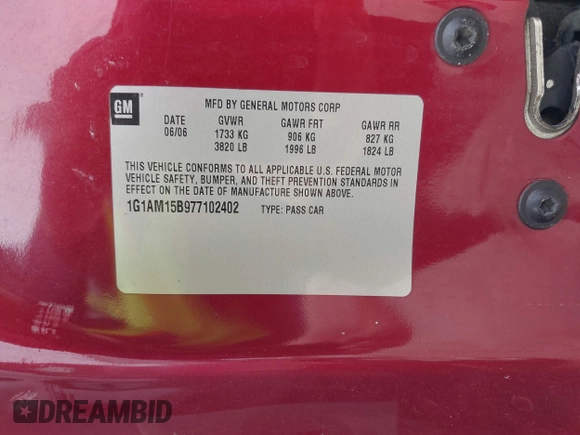 GM
MFD BY GENERAL MOTORS CORP
DATE GVWR GAWR FRT GAWR RR
06/06 1733 KG 906 KG 827 KG
3820 LB 1996 LB 1824 LB
THIS VEHICLE CONFORMS TO ALL APPLICABLE U.S. FEDERAL MOTOR
VEHICLE SAFETY, BUMPER, AND THEFT PREVENTION STANDARDS IN
EFFECT ON THE DATE OF MANUFACTURE SHOWN ABOVE.
1G1AM15B977102402 TYPE: PASS CAR
DREAMBID